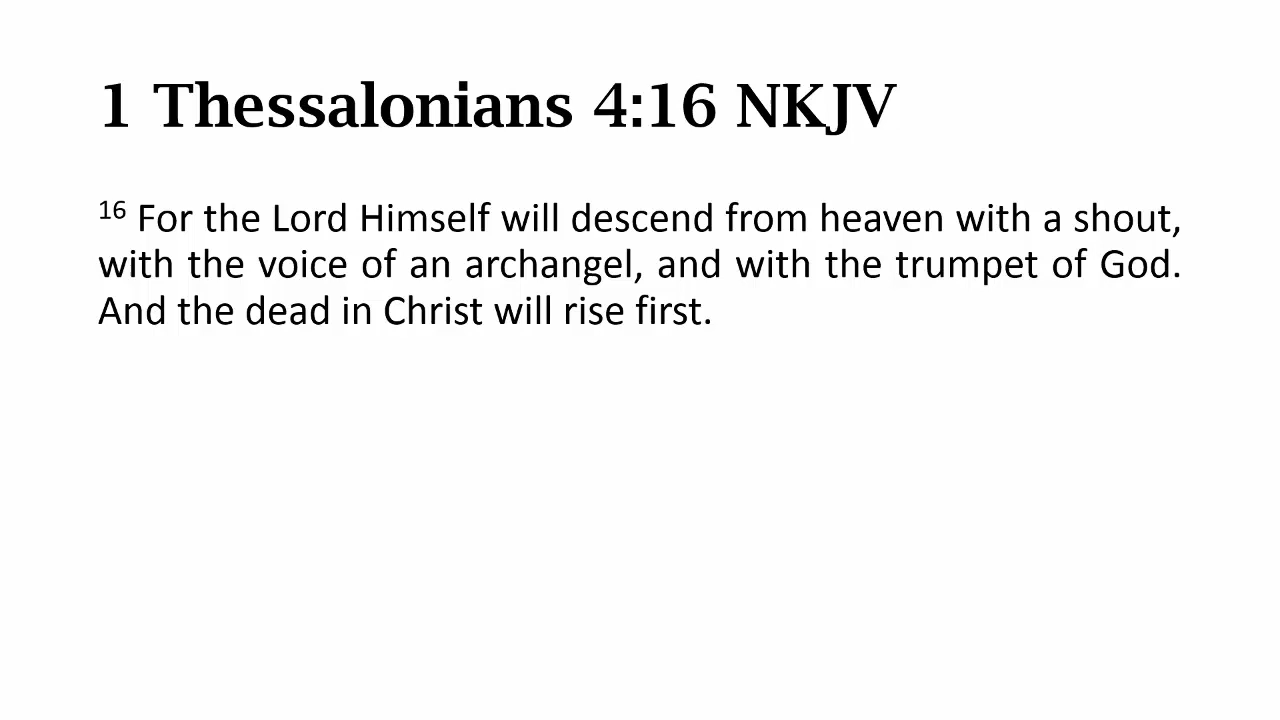 1 Thessalonians 4:16 NKJV
16 For the Lord Himself will descend from heaven with a shout,
with the voice of an archangel, and with the trumpet of God.
And the dead in Christ will rise first.